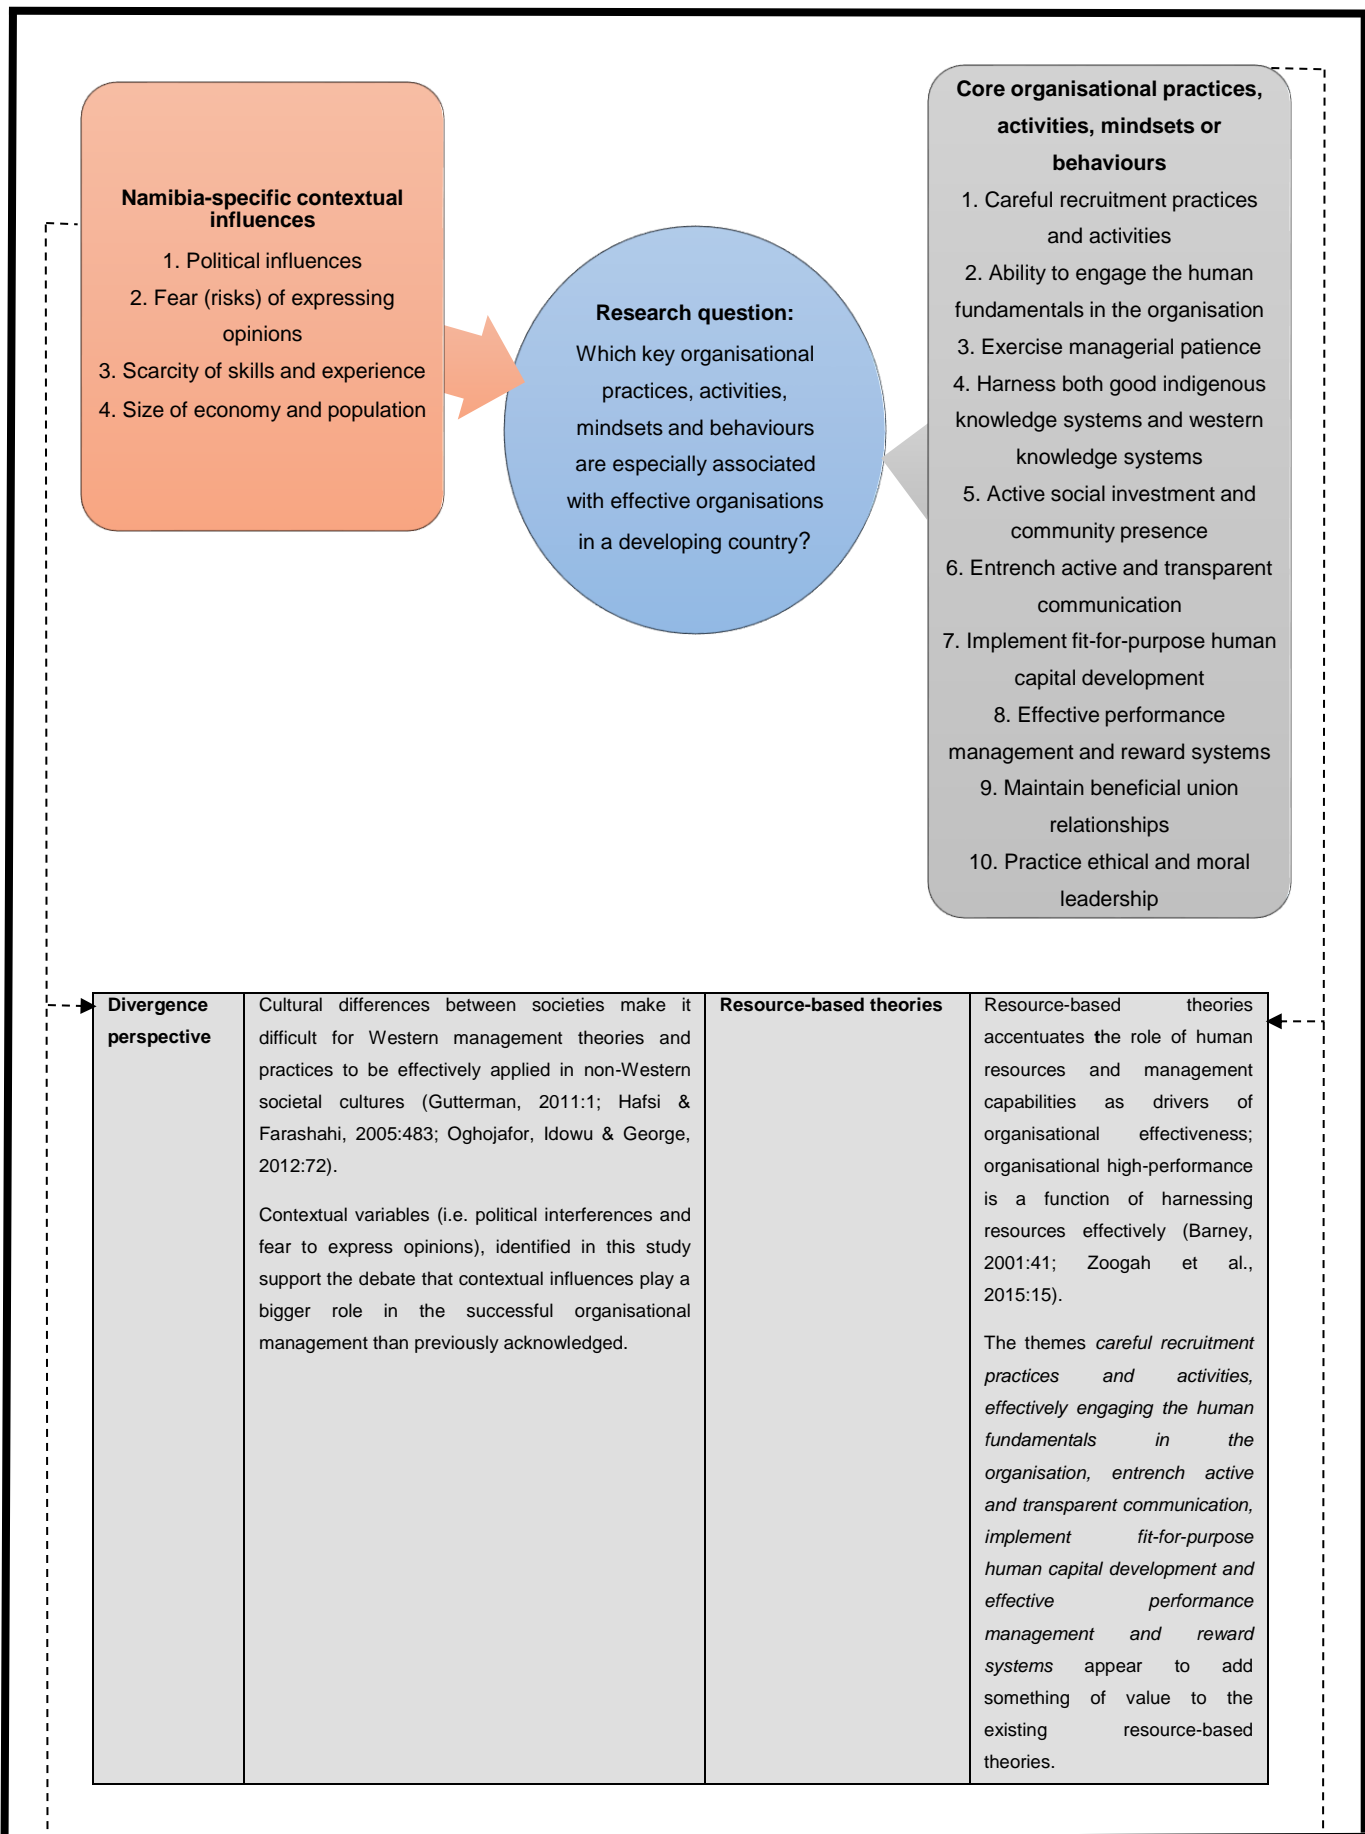 Namibia-specific contextual
influences
1. Political influences
2. Fear (risks) of expressing
opinions
3. Scarcity of skills and experience
4. Size of economy and population
Research question:
Which key organisational
practices, activities,
mindsets and behaviours
are especially associated
with effective organisations
in a developing country?
Core organisational practices,
activities, mindsets or
behaviours
1. Careful recruitment practices
and activities
2. Ability to engage the human
fundamentals in the organisation
3. Exercise managerial patience
4. Harness both good indigenous
knowledge systems and western
knowledge systems
5. Active social investment and
community presence
6. Entrench active and transparent
communication
7. Implement fit-for-purpose human
capital development
8. Effective performance
management and reward systems
9. Maintain beneficial union
relationships
10. Practice ethical and moral
leadership
Divergence
perspective
Cultural differences between societies make it
difficult for Western management theories and
practices to be effectively applied in non-Western
societal cultures (Gutterman, 2011:1; Hafsi &
Farashahi, 2005:483; Oghojafor, Idowu & George,
2012:72).
Contextual variables (i.e. political interferences and
fear to express opinions), identified in this study
support the debate that contextual influences play a
bigger role in the successful organisational
management than previously acknowledged.
Resource-based theories
Resource-based theories
accentuates the role of human
resources and management
capabilities as drivers of
organisational effectiveness;
organisational high-performance
is a function of harnessing
resources effectively (Barney,
2001:41; Zoogah et al.,
2015:15).
The themes careful recruitment
practices and activities,
effectively engaging the human
fundamentals in the
organisation, entrench active
and transparent communication,
implement fit-for-purpose
human capital development and
effective performance
management and reward
systems appear to add
something of value to the
existing resource-based
theories.